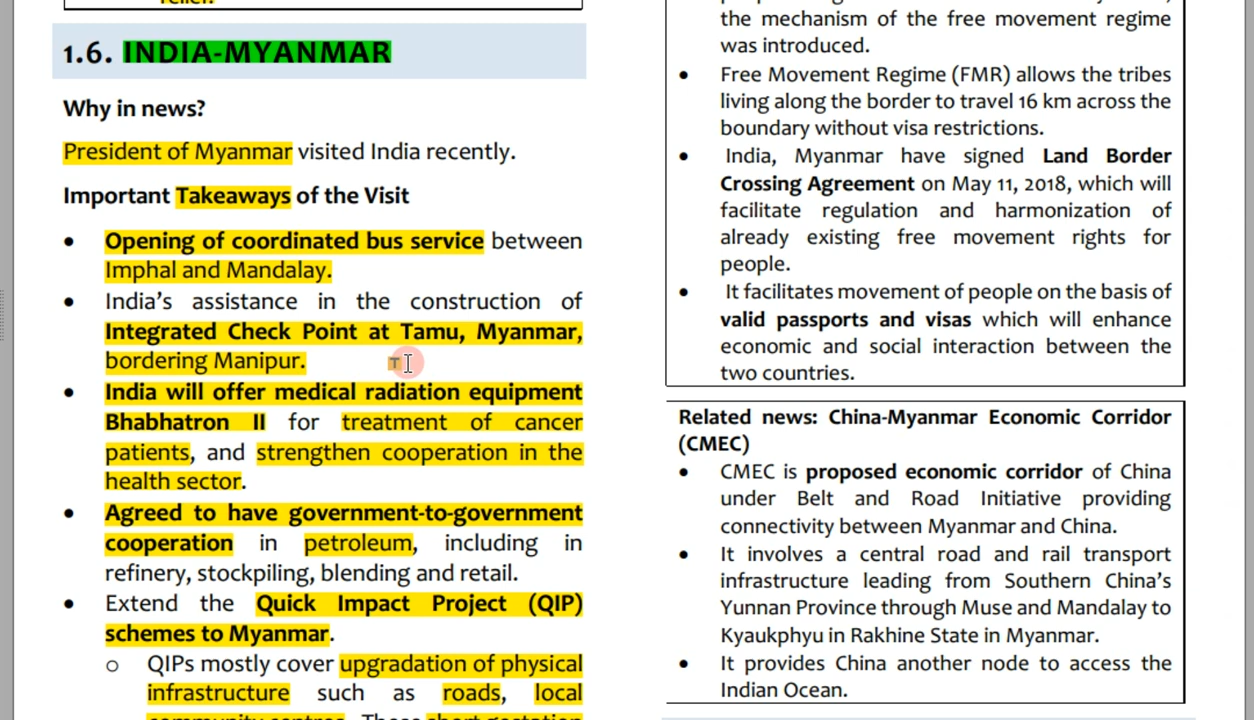 relief.
1.6. INDIA-MYANMAR
Why in news?
President of Myanmar visited India recently.
Important Takeaways of the Visit
• Opening of coordinated bus service between
Imphal and Mandalay.
• India’s assistance in the construction of
Integrated Check Point at Tamu, Myanmar,
bordering Manipur.
• India will offer medical radiation equipment
Bhabhatron II for treatment of cancer
patients, and strengthen cooperation in the
health sector.
• Agreed to have government-to-government
cooperation in petroleum, including in
refinery, stockpiling, blending and retail.
• Extend the Quick Impact Project (QIP)
schemes to Myanmar.
o QIPs mostly cover upgradation of physical
infrastructure such as roads, local
community centres. These short gestation
the mechanism of the free movement regime
was introduced.
• Free Movement Regime (FMR) allows the tribes
living along the border to travel 16 km across the
boundary without visa restrictions.
• India, Myanmar have signed Land Border
Crossing Agreement on May 11, 2018, which will
facilitate regulation and harmonization of
already existing free movement rights for
people.
• It facilitates movement of people on the basis of
valid passports and visas which will enhance
economic and social interaction between the
two countries.
Related news: China-Myanmar Economic Corridor
(CMEC)
• CMEC is proposed economic corridor of China
under Belt and Road Initiative providing
connectivity between Myanmar and China.
• It involves a central road and rail transport
infrastructure leading from Southern China’s
Yunnan Province through Muse and Mandalay to
Kyaukphyu in Rakhine State in Myanmar.
• It provides China another node to access the
Indian Ocean.